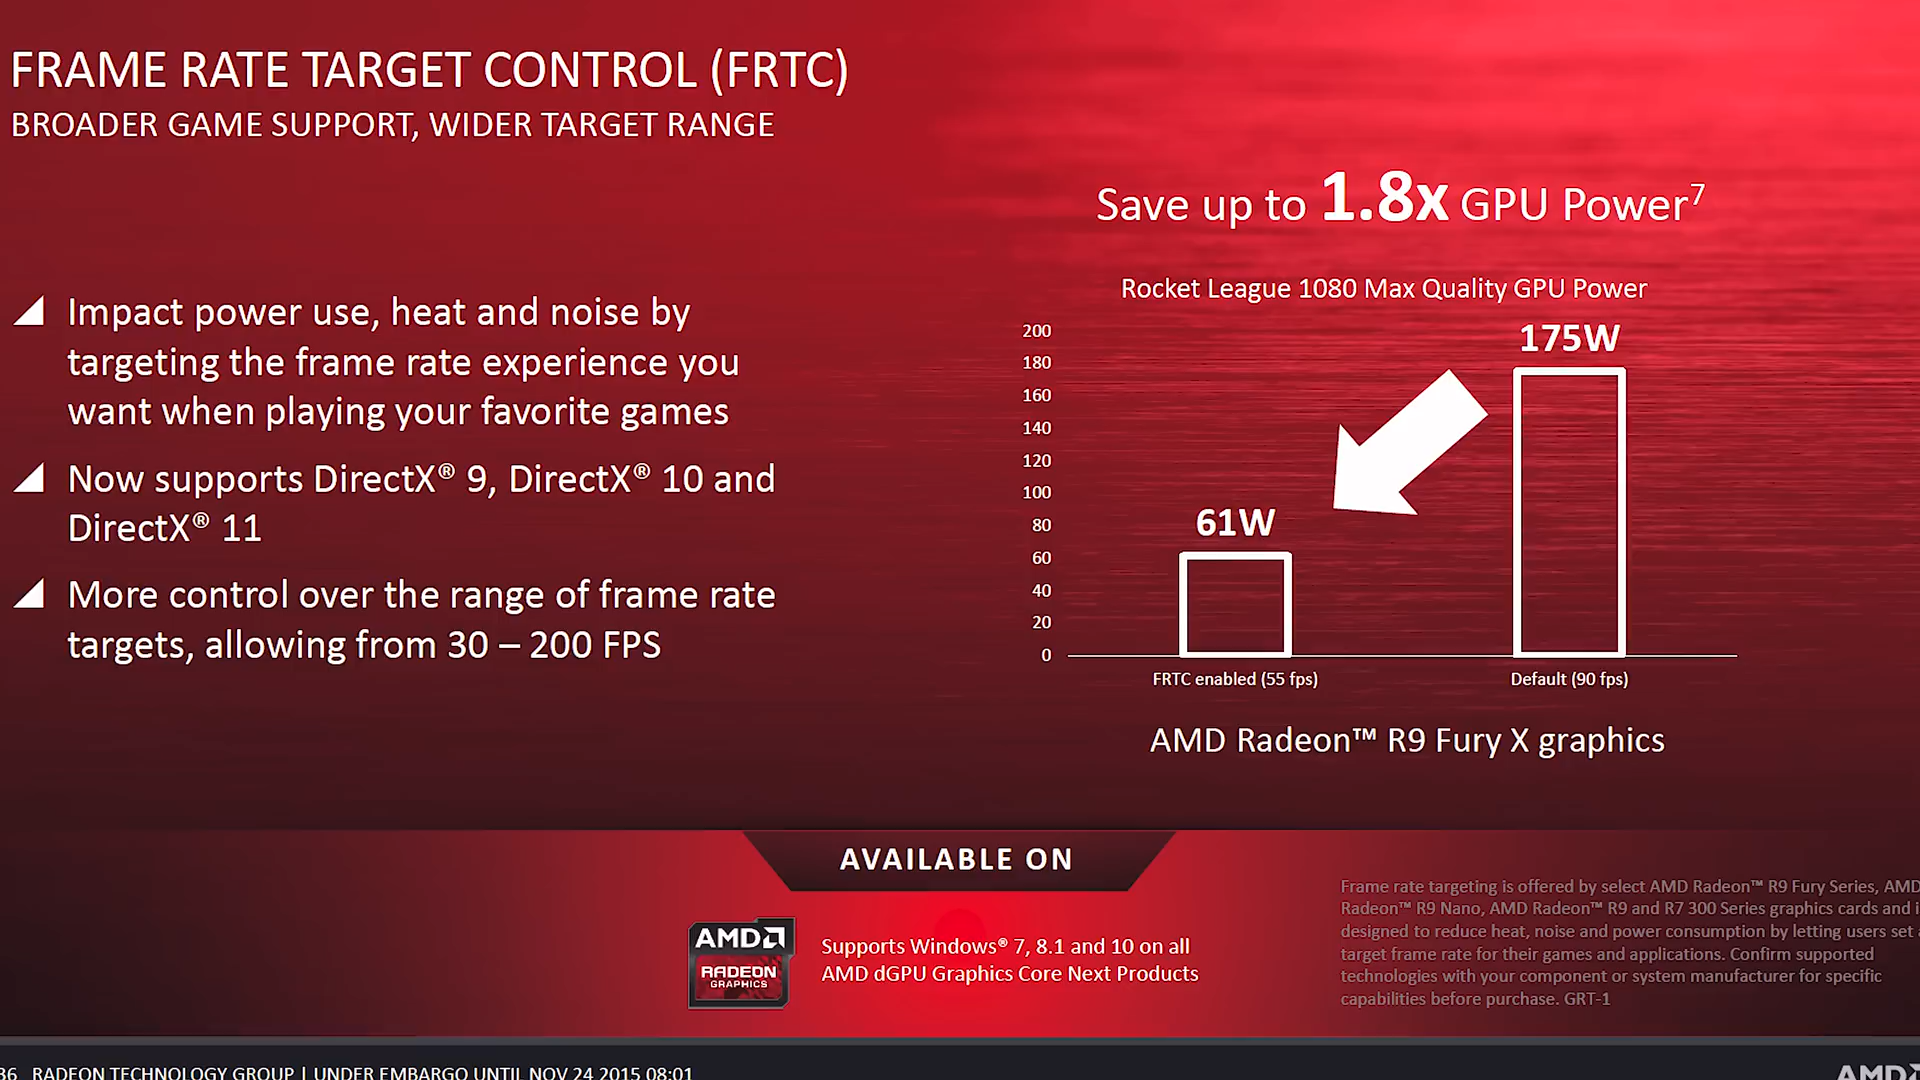 FRAME RATE TARGET CONTROL (FRTC)
BROADER GAME SUPPORT, WIDER TARGET RANGE
Impact power use, heat and noise by
targeting the frame rate experience you
want when playing your favorite games
Now supports DirectX® 9, DirectX® 10 and
DirectX® 11
More control over the range of frame rate
targets, allowing from 30 – 200 FPS
Save up to 1.8x GPU Power⁷
Rocket League 1080 Max Quality GPU Power
200
180
160
140
120
100
80
60
40
20
0
175W
61W
FRTC enabled (55 fps)
Default (90 fps)
AMD Radeon™ R9 Fury X graphics
AVAILABLE ON
AMD
RADEON
GRAPHICS
Supports Windows® 7, 8.1 and 10 on all
AMD dGPU Graphics Core Next Products
Frame rate targeting is offered by select AMD Radeon™ R9 Fury Series, AMD
Radeon™ R9 Nano, AMD Radeon™ R9 and R7 300 Series graphics cards and
designed to reduce heat, noise and power consumption by letting users set
target frame rate for their games and applications. Confirm supported
technologies with your component or system manufacturer for specific
capabilities before purchase. GRT-1
36 RADEON TECHNOLOGY GROUP | UNDER EMBARGO UNTIL NOV 24 2015 08:01
AMD